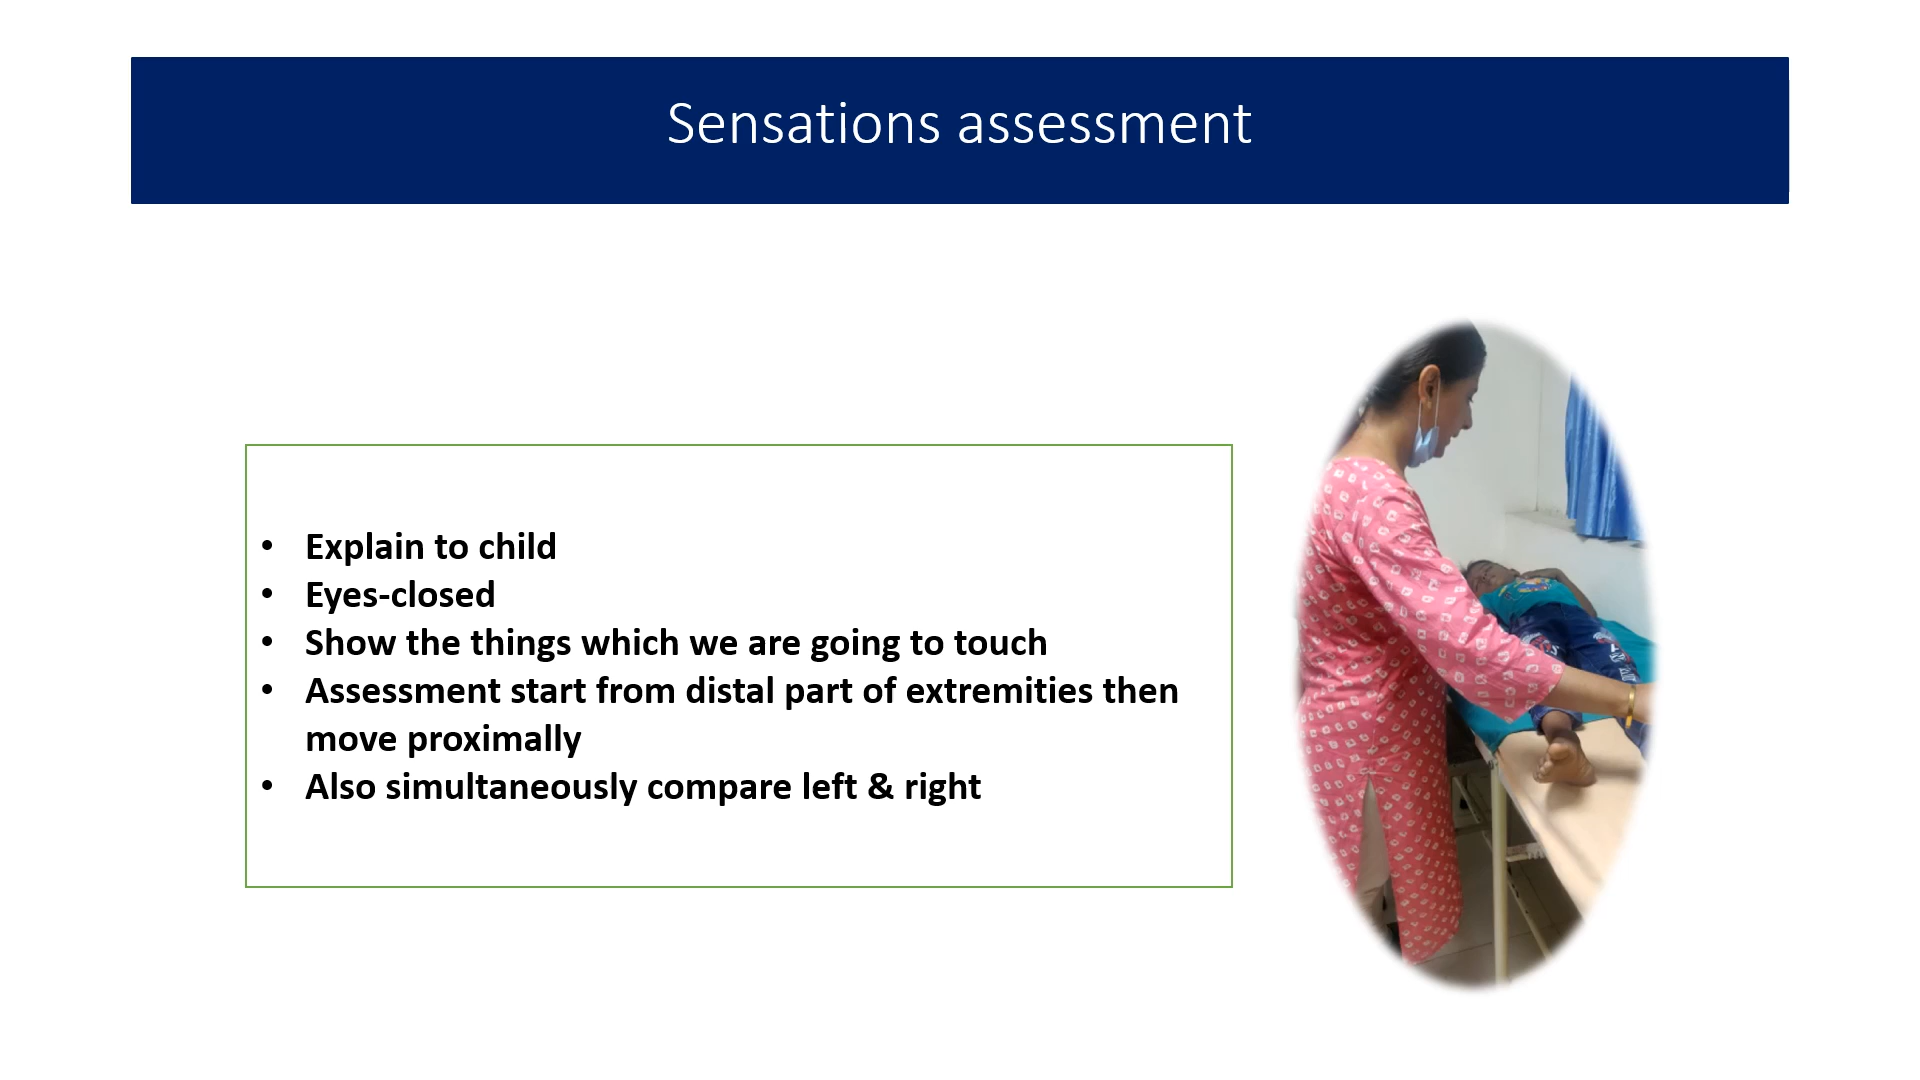 Sensations assessment
• Explain to child
• Eyes-closed
• Show the things which we are going to touch
• Assessment start from distal part of extremities then
move proximally
• Also simultaneously compare left & right